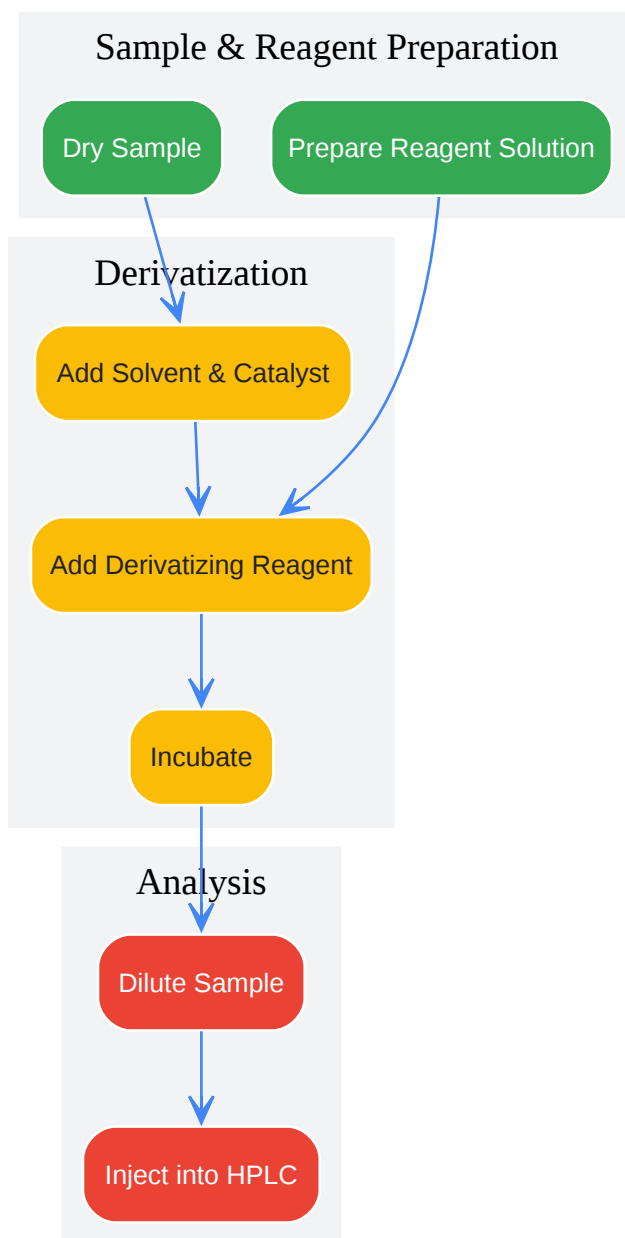 Sample & Reagent Preparation
Dry Sample
Prepare Reagent Solution
Derivatization
Add Solvent & Catalyst
Add Derivatizing Reagent
Incubate
Analysis
Dilute Sample
Inject into HPLC